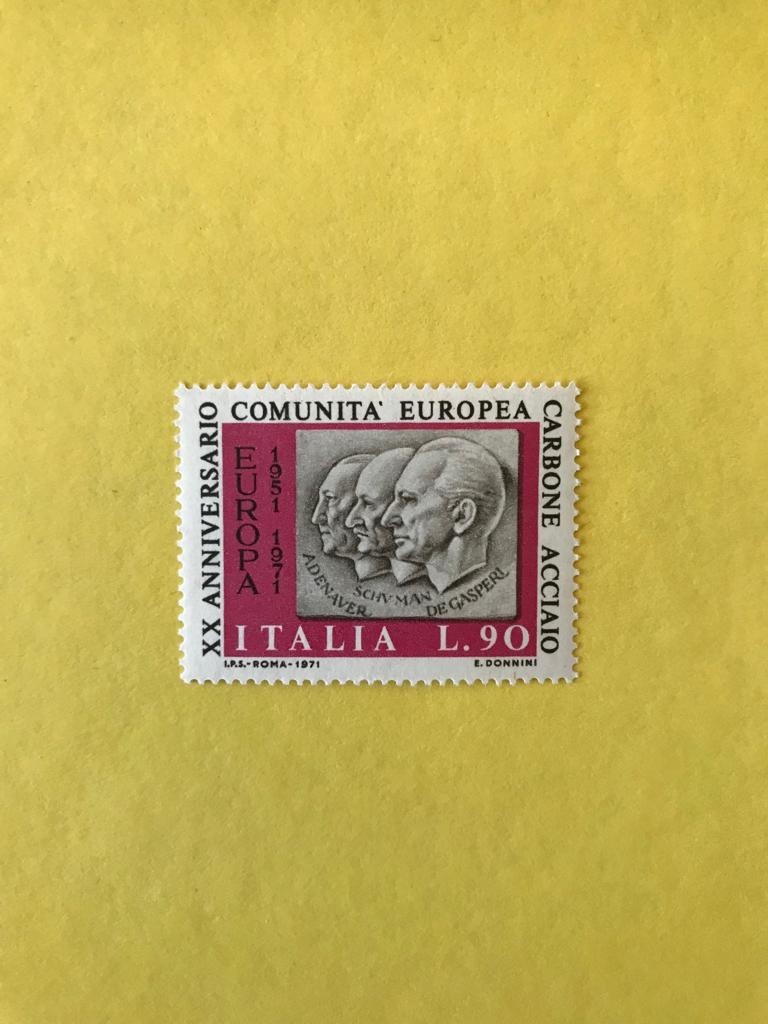 XX ANNIVERSARIO
COMUNITA' EUROPEA
CARBONE ACCIAIO
EUROPA
1951 1971
ADENAVER
SCHVMAN
DE GASPERI
ITALIA L.90
I.P.S.-ROMA-1971
E. DONNINI